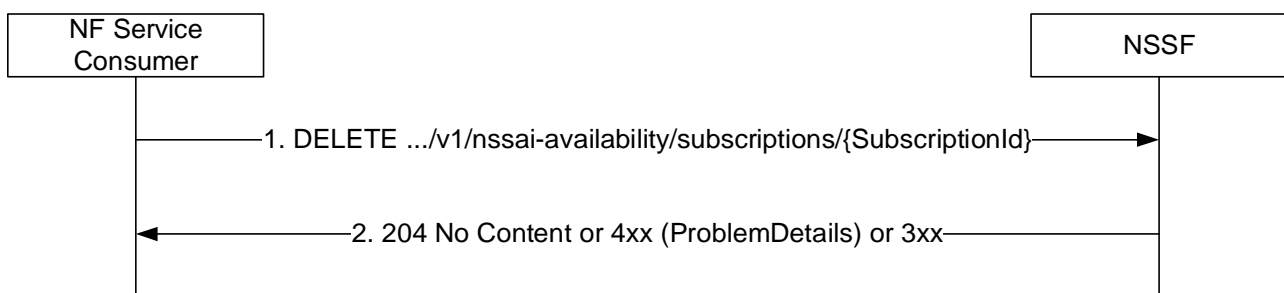 NF Service
Consumer
NSSF
1. DELETE .../v1/nssai-availability/subscriptions/{SubscriptionId}
2. 204 No Content or 4xx (ProblemDetails) or 3xx